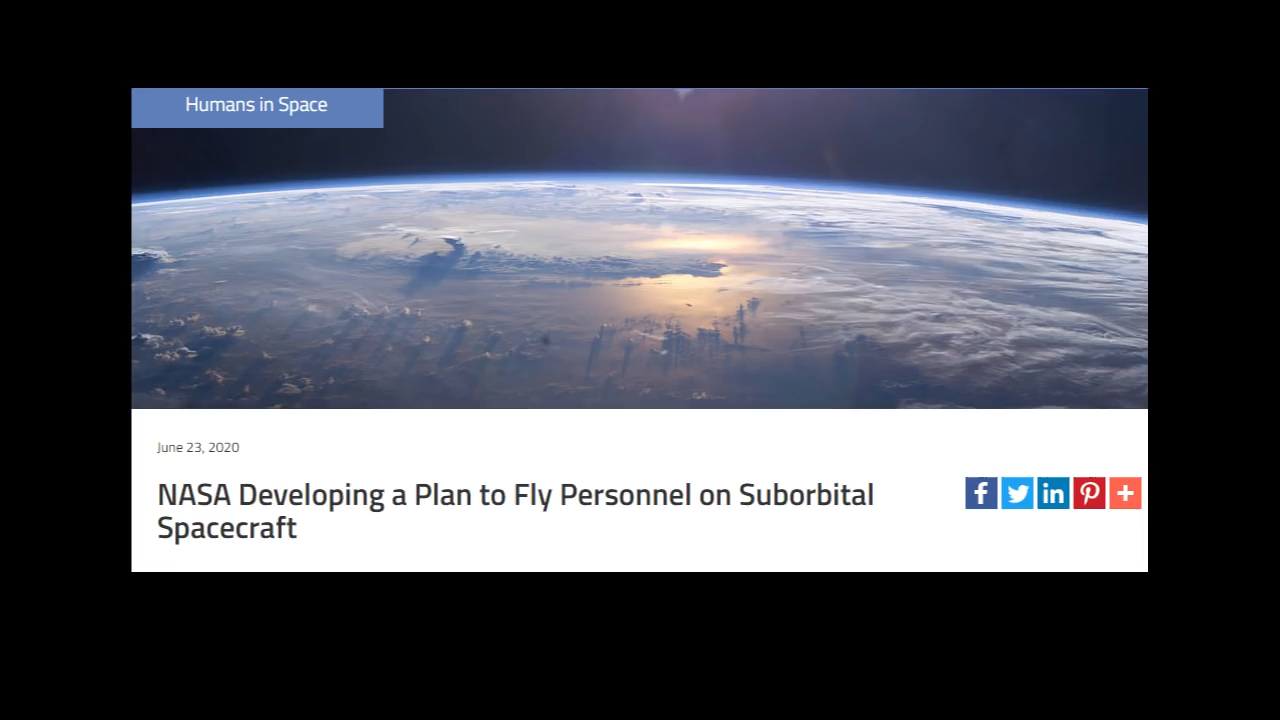 Humans in Space
June 23, 2020
NASA Developing a Plan to Fly Personnel on Suborbital
Spacecraft